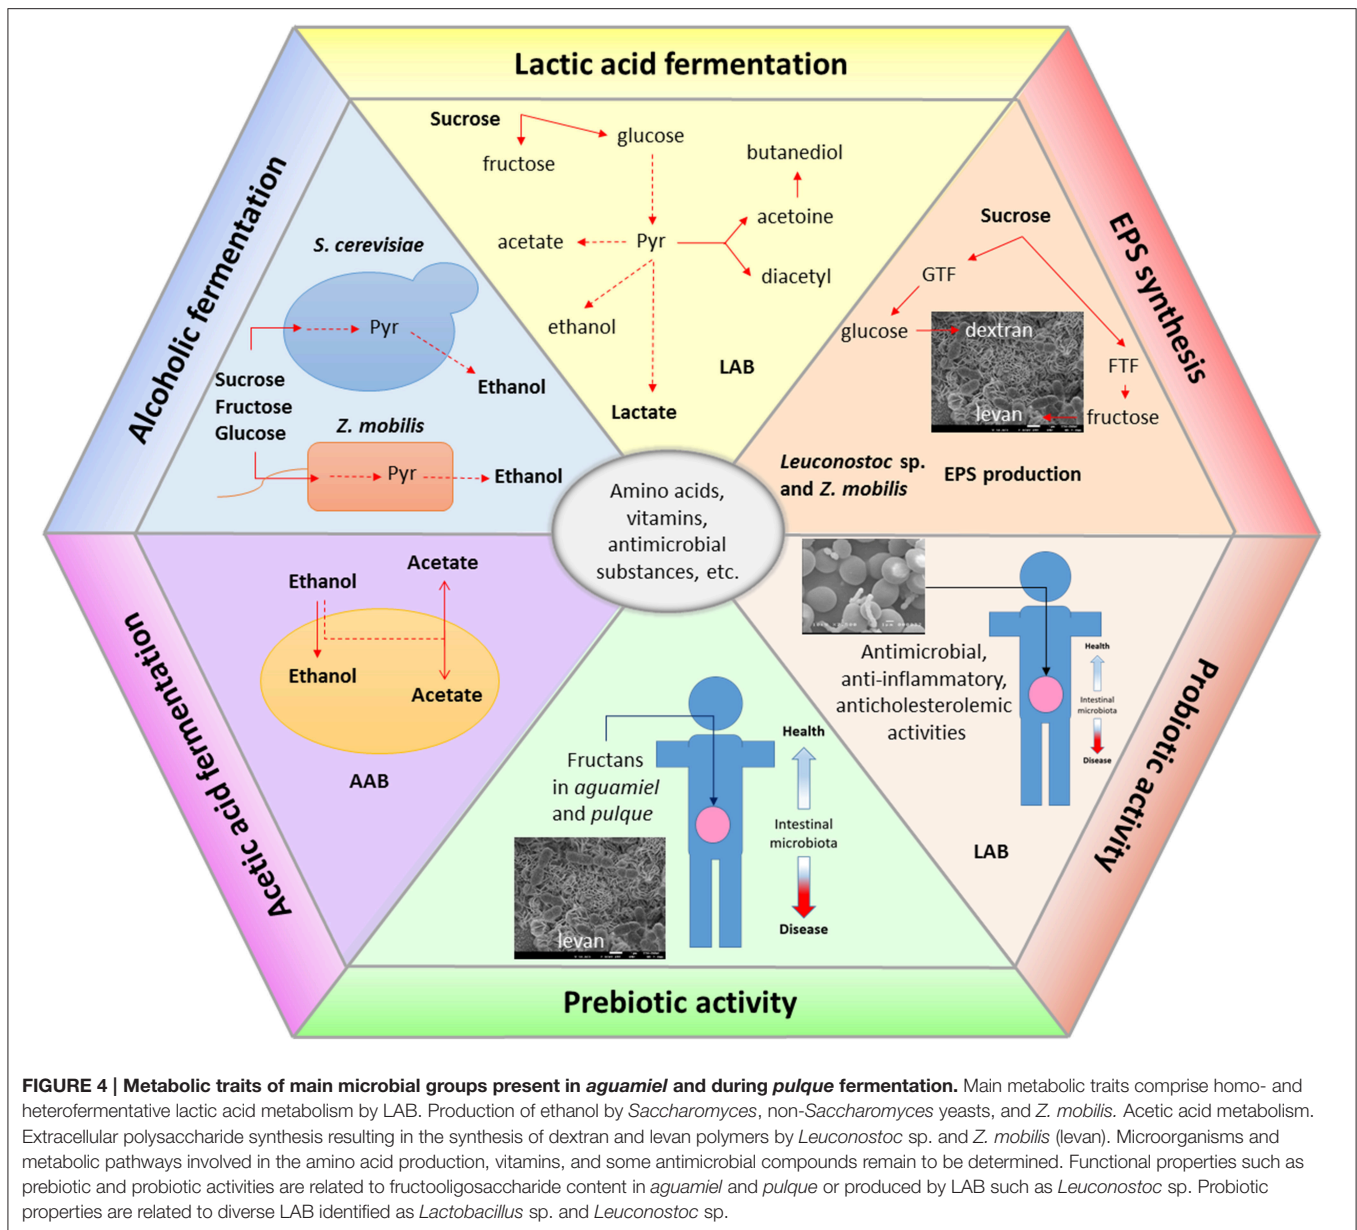 Lactic acid fermentation
Sucrose
glucose
fructose
butanediol
acetate
Pyr
acetoine
diacetyl
ethanol
LAB
Lactate
EPS synthesis
Sucrose
GTF
glucose
dextran
FTF
levan
fructose
Leuconostoc sp.
and Z. mobilis
EPS production
Alcoholic fermentation
S. cerevisiae
Pyr
Sucrose
Fructose
Glucose
Ethanol
Z. mobilis
Pyr
Ethanol
Amino acids,
vitamins,
antimicrobial
substances, etc.
Acetic acid fermentation
Ethanol
Acetate
Ethanol
Acetate
AAB
Fructans
in aguamiel
and pulque
levan
Health
Intestinal
microbiota
Disease
Prebiotic activity
Antimicrobial,
anti-inflammatory,
anticholesterolemic
activities
Health
Intestinal
microbiota
Disease
LAB
Probiotic activity
FIGURE 4 | Metabolic traits of main microbial groups present in aguamiel and during pulque fermentation. Main metabolic traits comprise homo- and
heterofermentative lactic acid metabolism by LAB. Production of ethanol by Saccharomyces, non-Saccharomyces yeasts, and Z. mobilis. Acetic acid metabolism.
Extracellular polysaccharide synthesis resulting in the synthesis of dextran and levan polymers by Leuconostoc sp. and Z. mobilis (levan). Microorganisms and
metabolic pathways involved in the amino acid production, vitamins, and some antimicrobial compounds remain to be determined. Functional properties such as
prebiotic and probiotic activities are related to fructooligosaccharide content in aguamiel and pulque or produced by LAB such as Leuconostoc sp. Probiotic
properties are related to diverse LAB identified as Lactobacillus sp. and Leuconostoc sp.